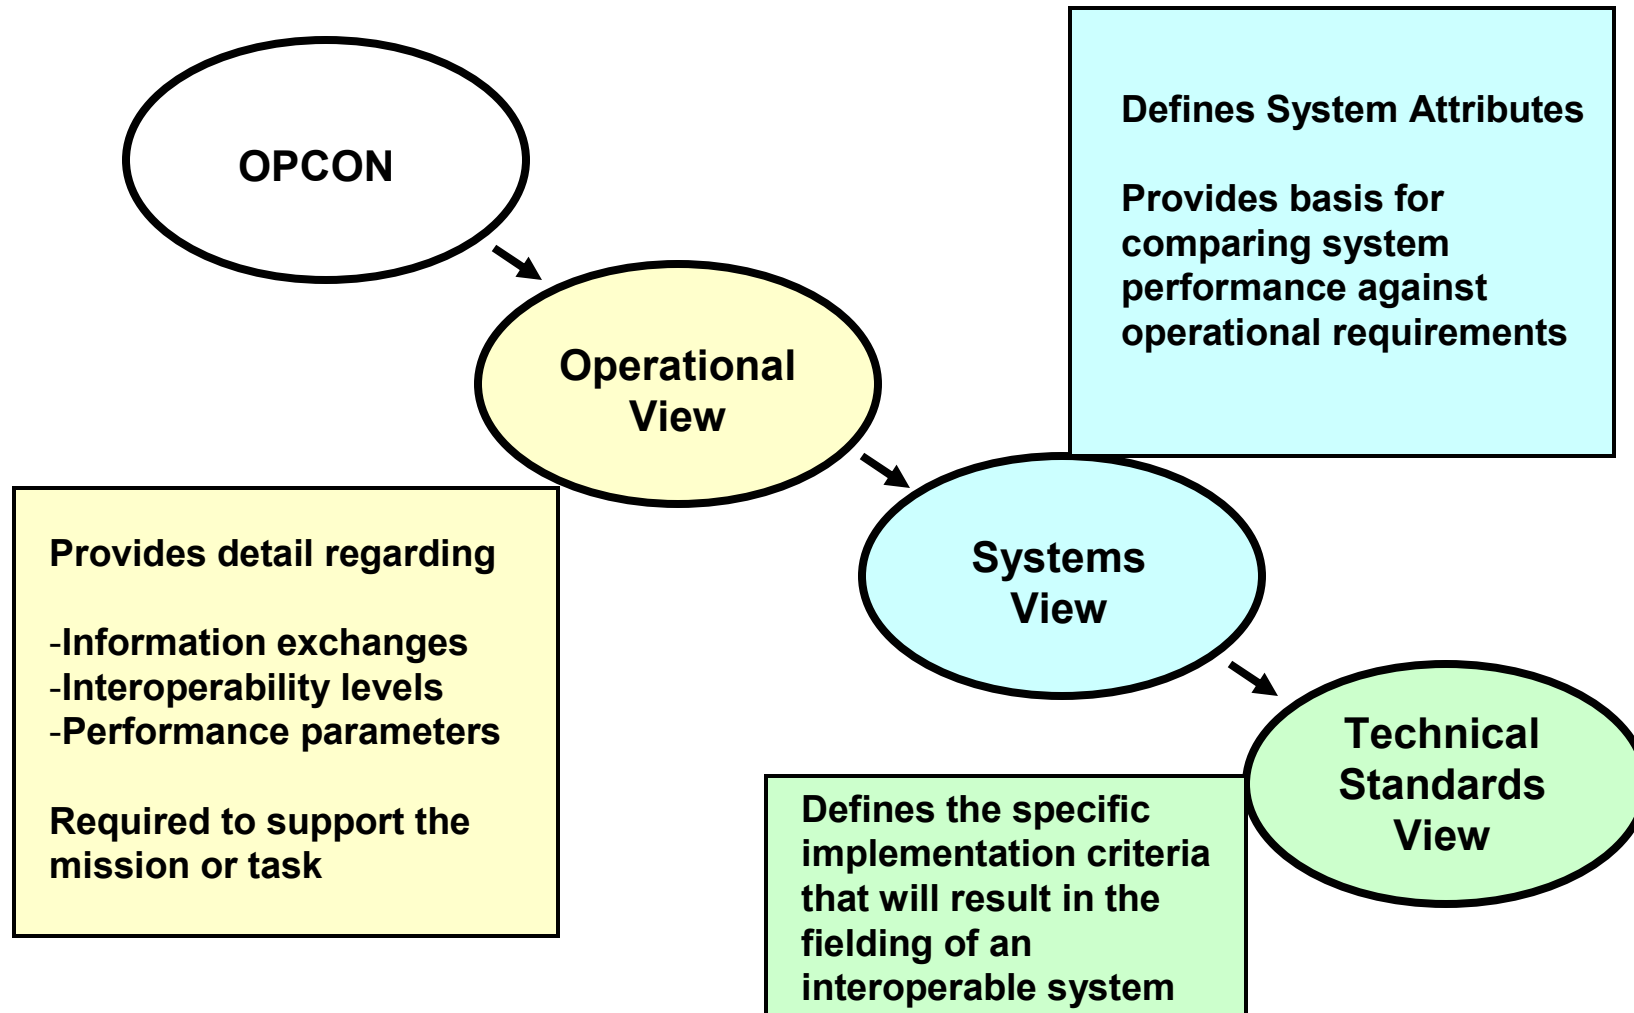 OPCON
Defines System Attributes
Provides basis for
comparing system
performance against
operational requirements
Operational
View
Provides detail regarding
-Information exchanges
-Interoperability levels
-Performance parameters
Required to support the
mission or task
Systems
View
Technical
Standards
View
Defines the specific
implementation criteria
that will result in the
fielding of an
interoperable system